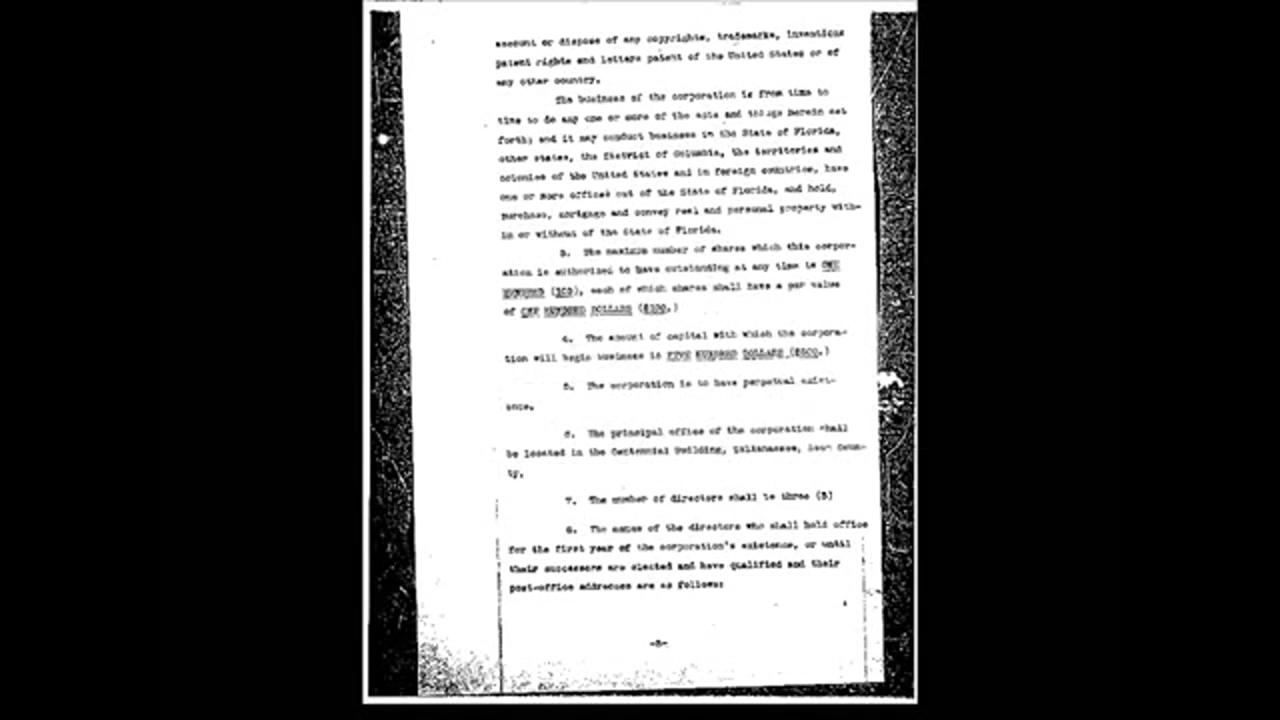 account or dispose of any copyrights, trademarks, inventions
patent rights and letters patent of the United States or of
any other country.
The business of the corporation is from time to
time to do any one or more of the acts and things herein set
forth; and it may conduct business in the State of Florida,
other states, the District of Columbia, the territories and
colonies of the United States and in foreign countries, have
one or more offices out of the State of Florida, and hold,
purchase, mortgage and convey real and personal property with-
in or without of the State of Florida.
3. The maximum number of shares which this corpor-
ation is authorized to have outstanding at any time is ONE
HUNDRED (100), each of which shares shall have a par value
of ONE HUNDRED DOLLARS ($100.)
4. The amount of capital with which the corpora-
tion will begin business is FIVE HUNDRED DOLLARS ($500.)
5. The corporation is to have perpetual exist-
ence.
6. The principal office of the corporation shall
be located in the Centennial Building, Tallahassee, Leon Coun-
ty.
7. The number of directors shall be three (3)
8. The names of the directors who shall hold office
for the first year of the corporation's existence, or until
their successors are elected and have qualified and their
post-office addresses are as follows: